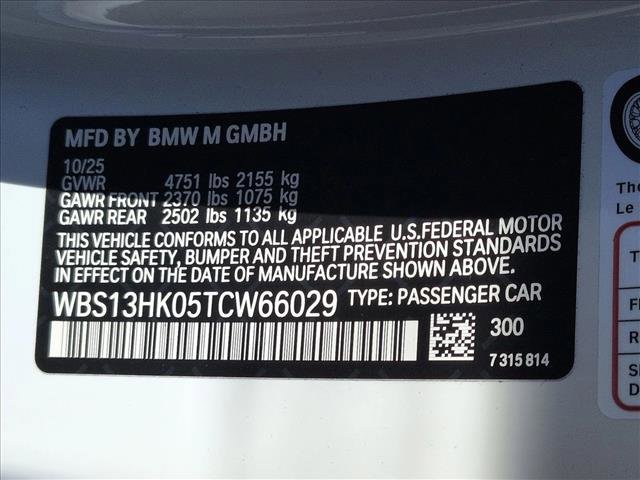 MFD BY BMW M GMBH
10/25
GVWR 4751 lbs 2155 kg
GAWR FRONT 2370 lbs 1075 kg
GAWR REAR 2502 lbs 1135 kg
THIS VEHICLE CONFORMS TO ALL APPLICABLE U.S.FEDERAL MOTOR
VEHICLE SAFETY, BUMPER AND THEFT PREVENTION STANDARDS
IN EFFECT ON THE DATE OF MANUFACTURE SHOWN ABOVE.
WBS13HK05TCW66029 TYPE: PASSENGER CAR
300
7 315 814
Le